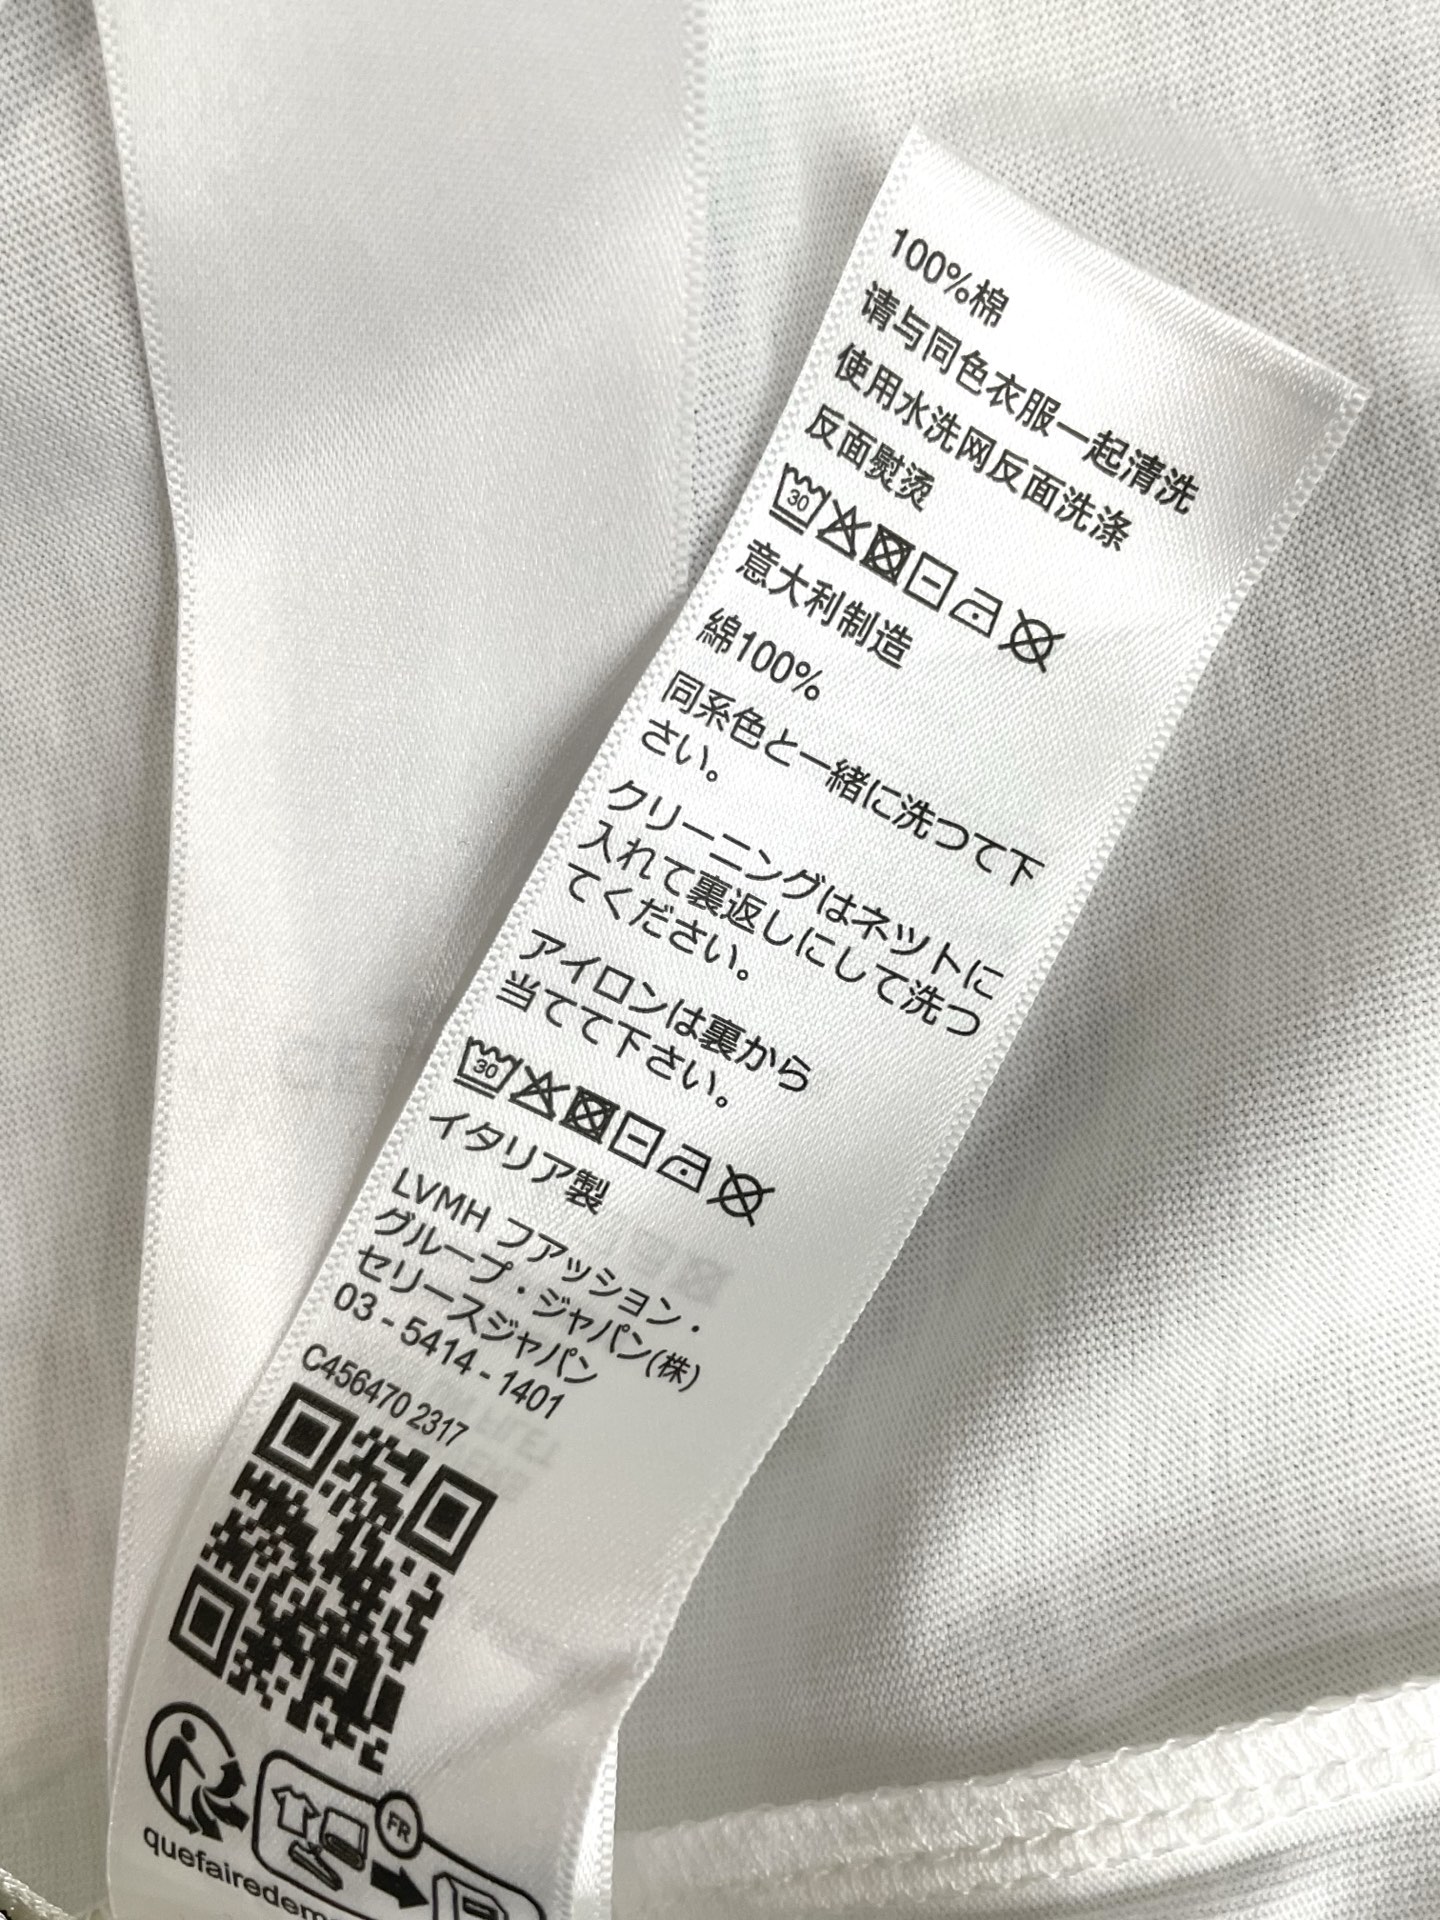 100%棉
请与同色衣服一起清洗
使用水洗网反面洗涤
反面熨烫
30
意大利制造
綿100%
同系色と一緒に洗つて下
さい。
クリーニングはネツトに
入れて裏返しにして洗つ
てください。
アイロンは裏から
当てて下さい。
30
イタリア製
LVMH フアッション・
グループ・ジャパン(株)
セリースジャパン
03-5414-1401
C456470 2317
FR
quefairedem